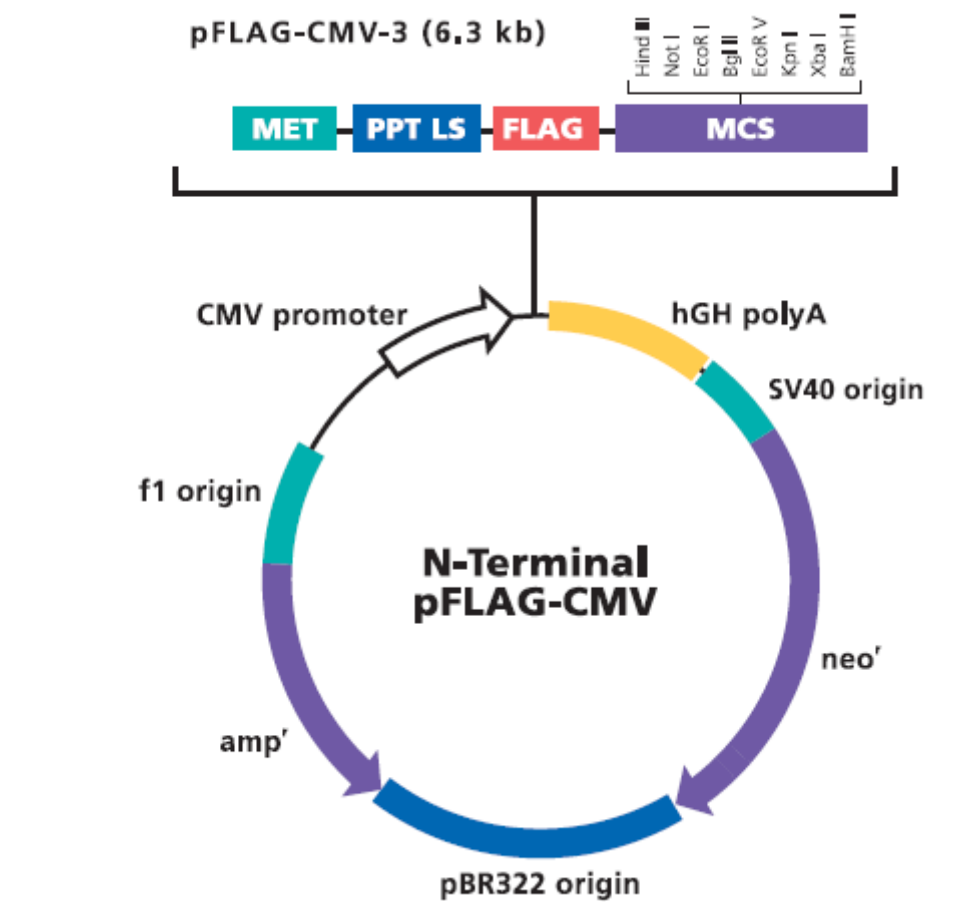 pFLAG-CMV-3 (6.3 kb)
Hind III
Not I
EcoR I
Bgl II
EcoR V
Kpn I
Xba I
BamH I
MET
PPT LS
FLAG
MCS
CMV promoter
hGH polyA
SV40 origin
f1 origin
N-Terminal
pFLAG-CMV
neoʳ
ampʳ
pBR322 origin